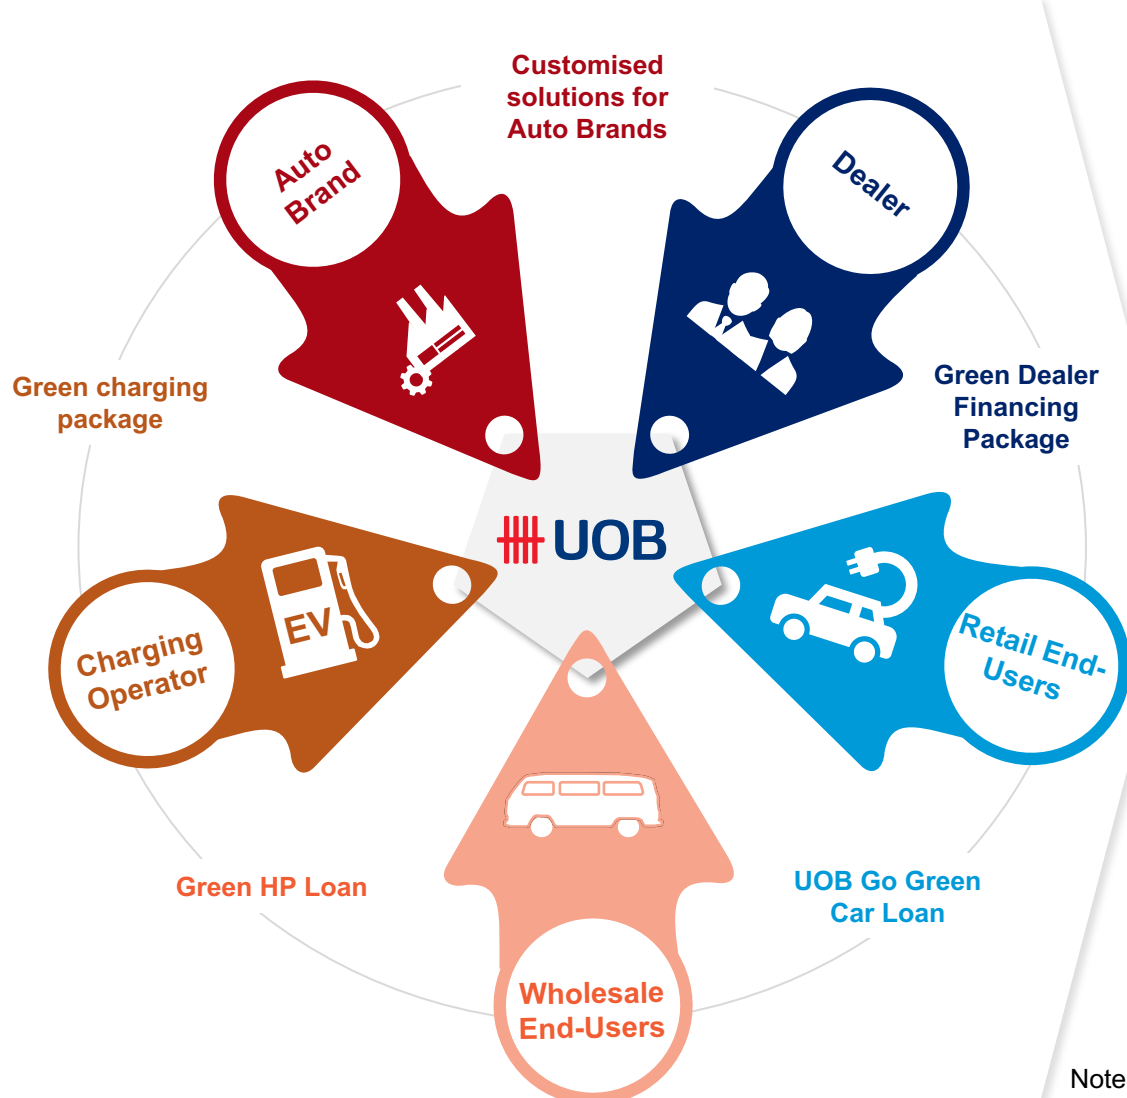 Customised
solutions for
Auto Brands
Auto
Brand
Dealer
Green charging
package
Green Dealer
Financing
Package
UOB
EV
Charging
Operator
Retail End-
Users
Green HP Loan
UOB Go Green
Car Loan
Wholesale
End-Users
Note